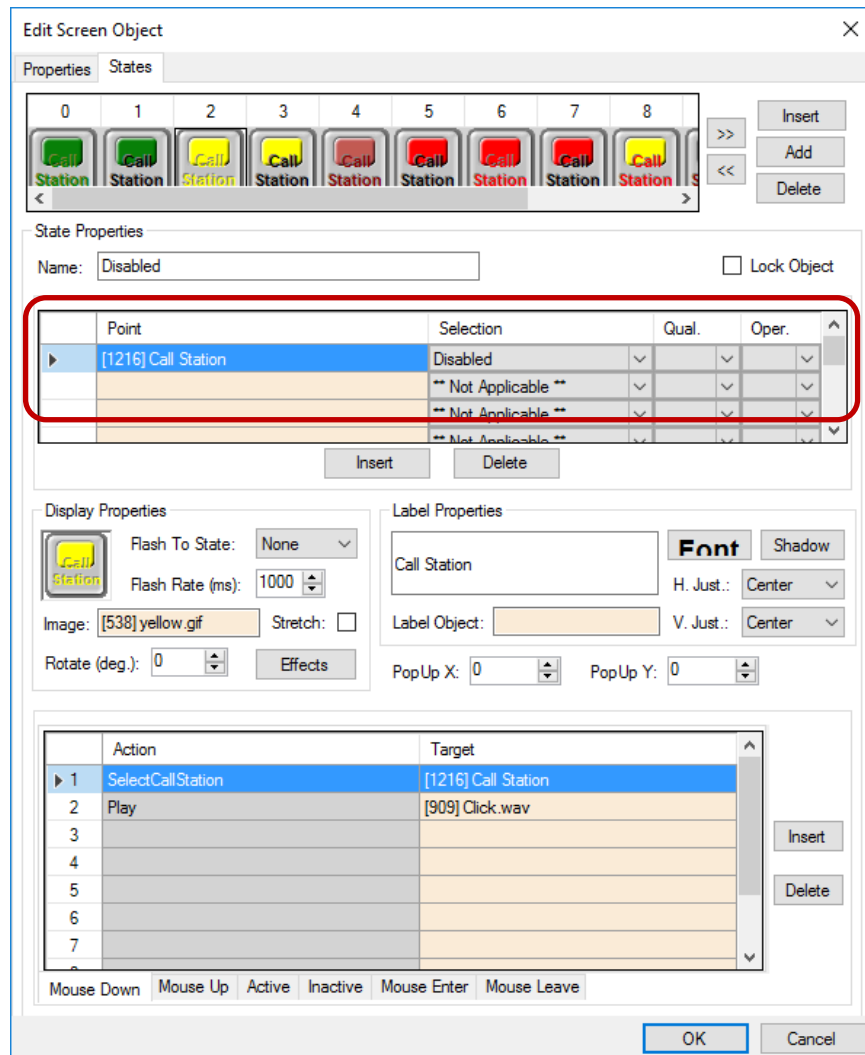 Edit Screen Object
Properties States
0 1 2 3 4 5 6 7 8
Call Call Call Call Call Call Call Call Call
Station Station Station Station Station Station Station Station Station S
>> Insert
<< Add
Delete
State Properties
Name: Disabled Lock Object
Point Selection Qual. Oper.
[1216] Call Station Disabled
** Not Applicable **
** Not Applicable **
** Not Applicable **
Insert Delete
Display Properties
Call
Station
Flash To State: None
Flash Rate (ms): 1000
Image: [538] yellow.gif Stretch:
Rotate (deg.): 0 Effects
Label Properties
Call Station
Font Shadow
H. Just.: Center
Label Object: V. Just.: Center
PopUp X: 0 PopUp Y: 0
Action Target
1 SelectCallStation [1216] Call Station
2 Play [909] Click.wav
3
4
5
6
7
Insert
Delete
Mouse Down Mouse Up Active Inactive Mouse Enter Mouse Leave
OK Cancel